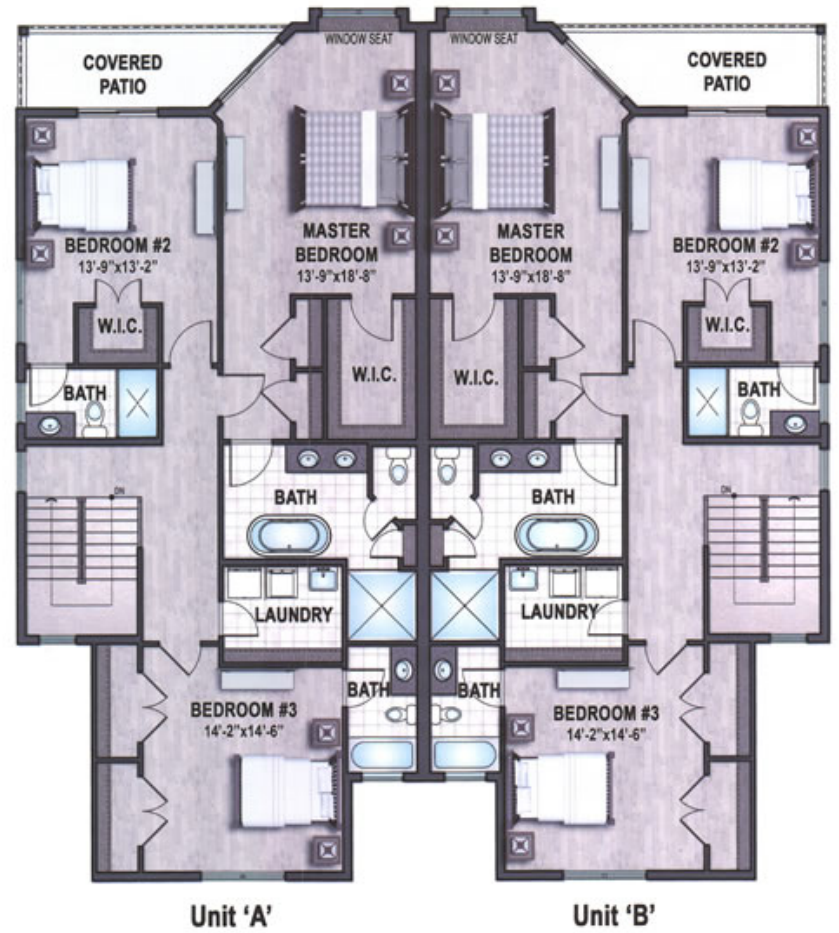 WINDOW SEAT
WINDOW SEAT
COVERED
PATIO
COVERED
PATIO
MASTER
BEDROOM
13'-9"x18'-8"
MASTER
BEDROOM
13'-9"x18'-8"
BEDROOM #2
13'-9"x13'-2"
BEDROOM #2
13'-9"x13'-2"
W.I.C.
W.I.C.
W.I.C.
W.I.C.
BATH
BATH
DN
BATH
BATH
DN
LAUNDRY
LAUNDRY
BATH
BATH
BEDROOM #3
14'-2"x14'-6"
BEDROOM #3
14'-2"x14'-6"
Unit ‘A’
Unit ‘B’